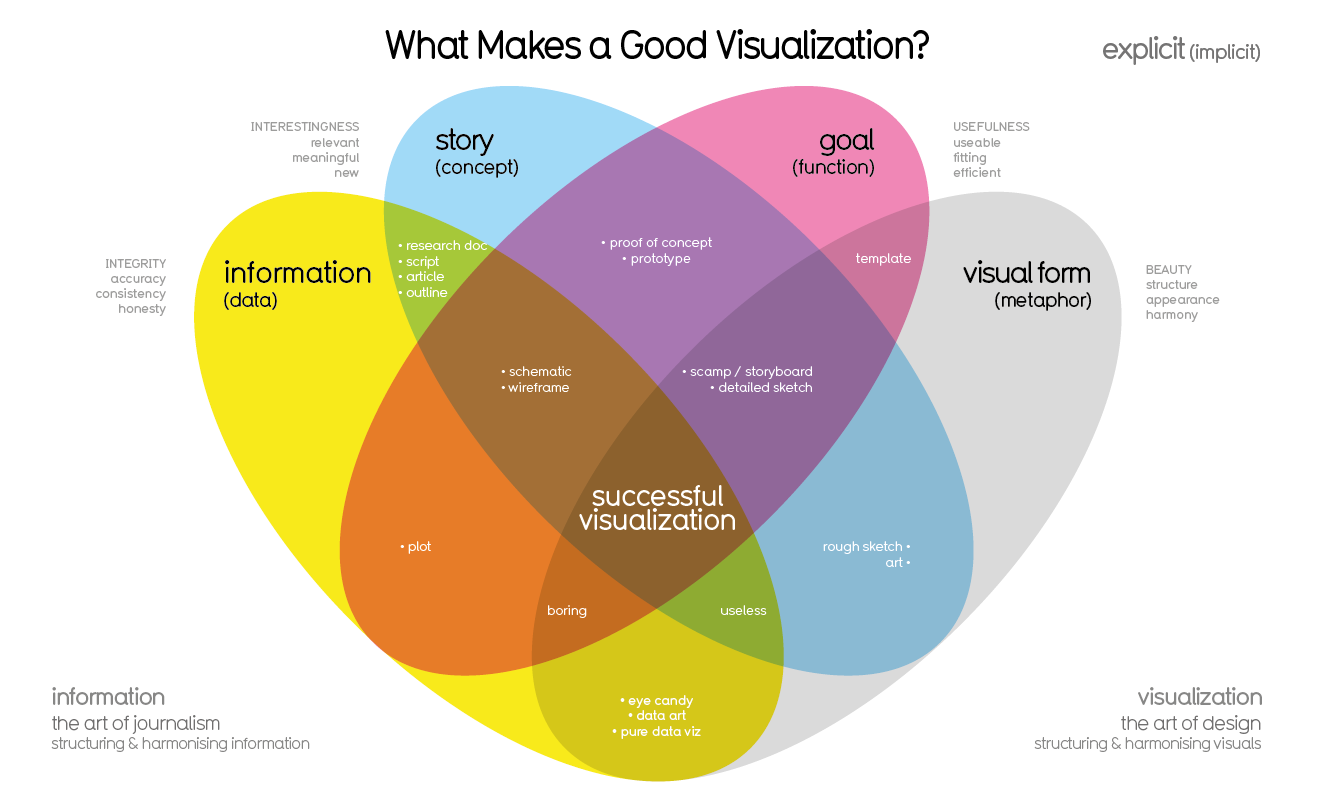 What Makes a Good Visualization?
explicit (implicit)
INTERESTINGNESS
relevant
meaningful
new
story
(concept)
goal
(function)
USEFULNESS
useable
fitting
efficient
INTEGRITY
accuracy
consistency
honesty
information
(data)
• research doc
• script
• article
• outline
• proof of concept
• prototype
template
visual form
(metaphor)
BEAUTY
structure
appearance
harmony
• schematic
• wireframe
• scamp / storyboard
• detailed sketch
successful
visualization
• plot
rough sketch •
art •
boring
useless
• eye candy
• data art
• pure data viz
information
the art of journalism
structuring & harmonising information
visualization
the art of design
structuring & harmonising visuals